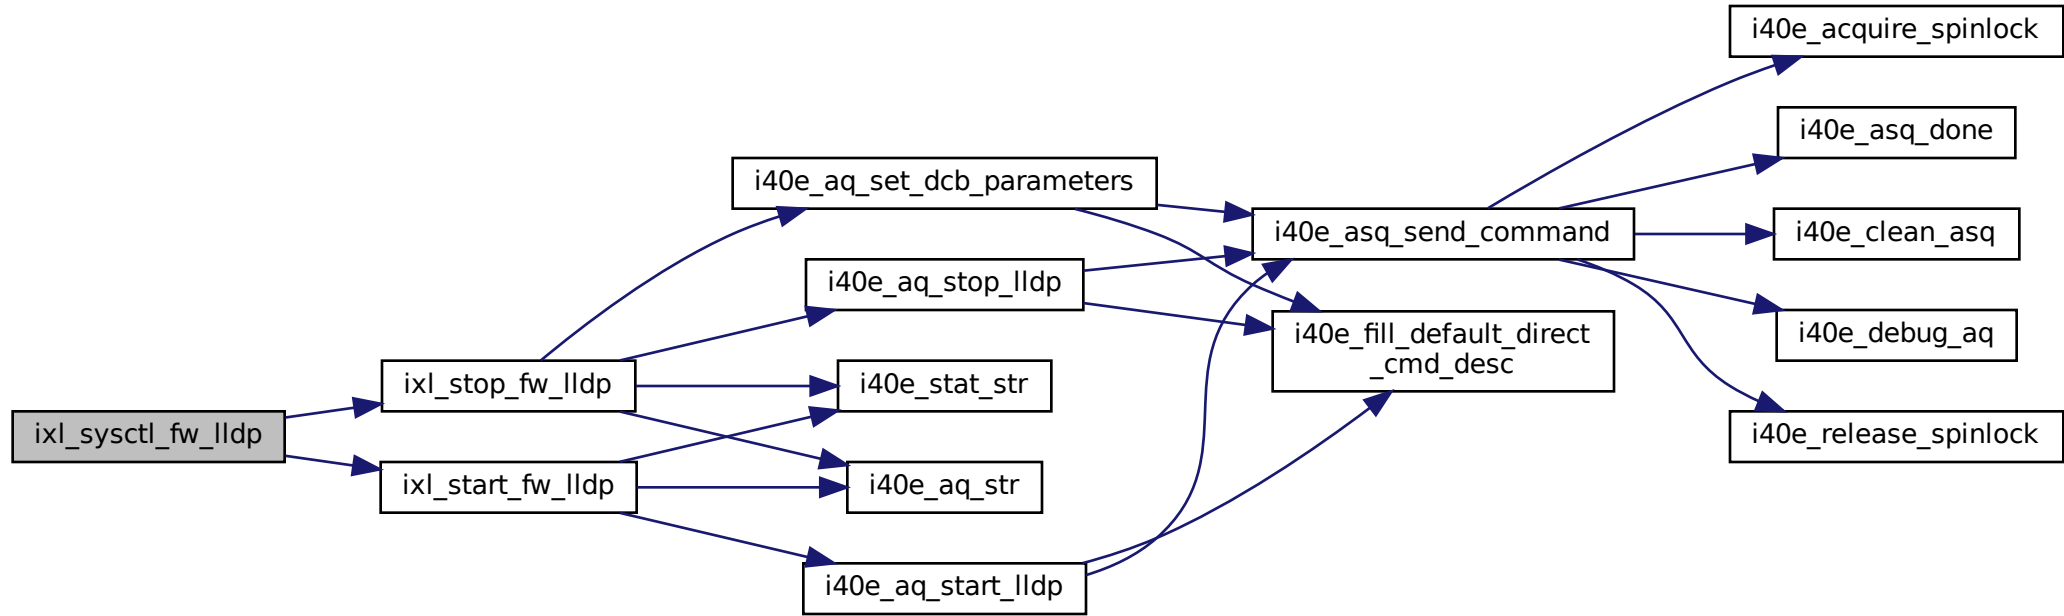 ixl_sysctl_fw_lldp
ixl_stop_fw_lldp
ixl_start_fw_lldp
i40e_aq_set_dcb_parameters
i40e_aq_stop_lldp
i40e_stat_str
i40e_aq_str
i40e_aq_start_lldp
i40e_asq_send_command
i40e_fill_default_direct
_cmd_desc
i40e_acquire_spinlock
i40e_asq_done
i40e_clean_asq
i40e_debug_aq
i40e_release_spinlock